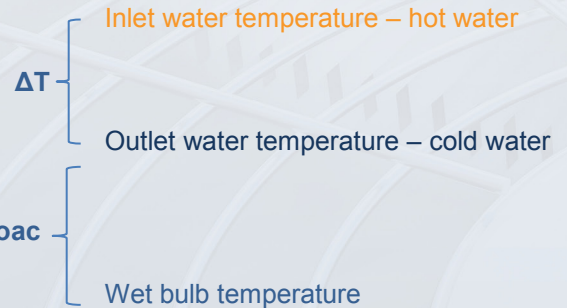 Inlet water temperature – hot water
ΔT
Outlet water temperature – cold water
Wet bulb temperature